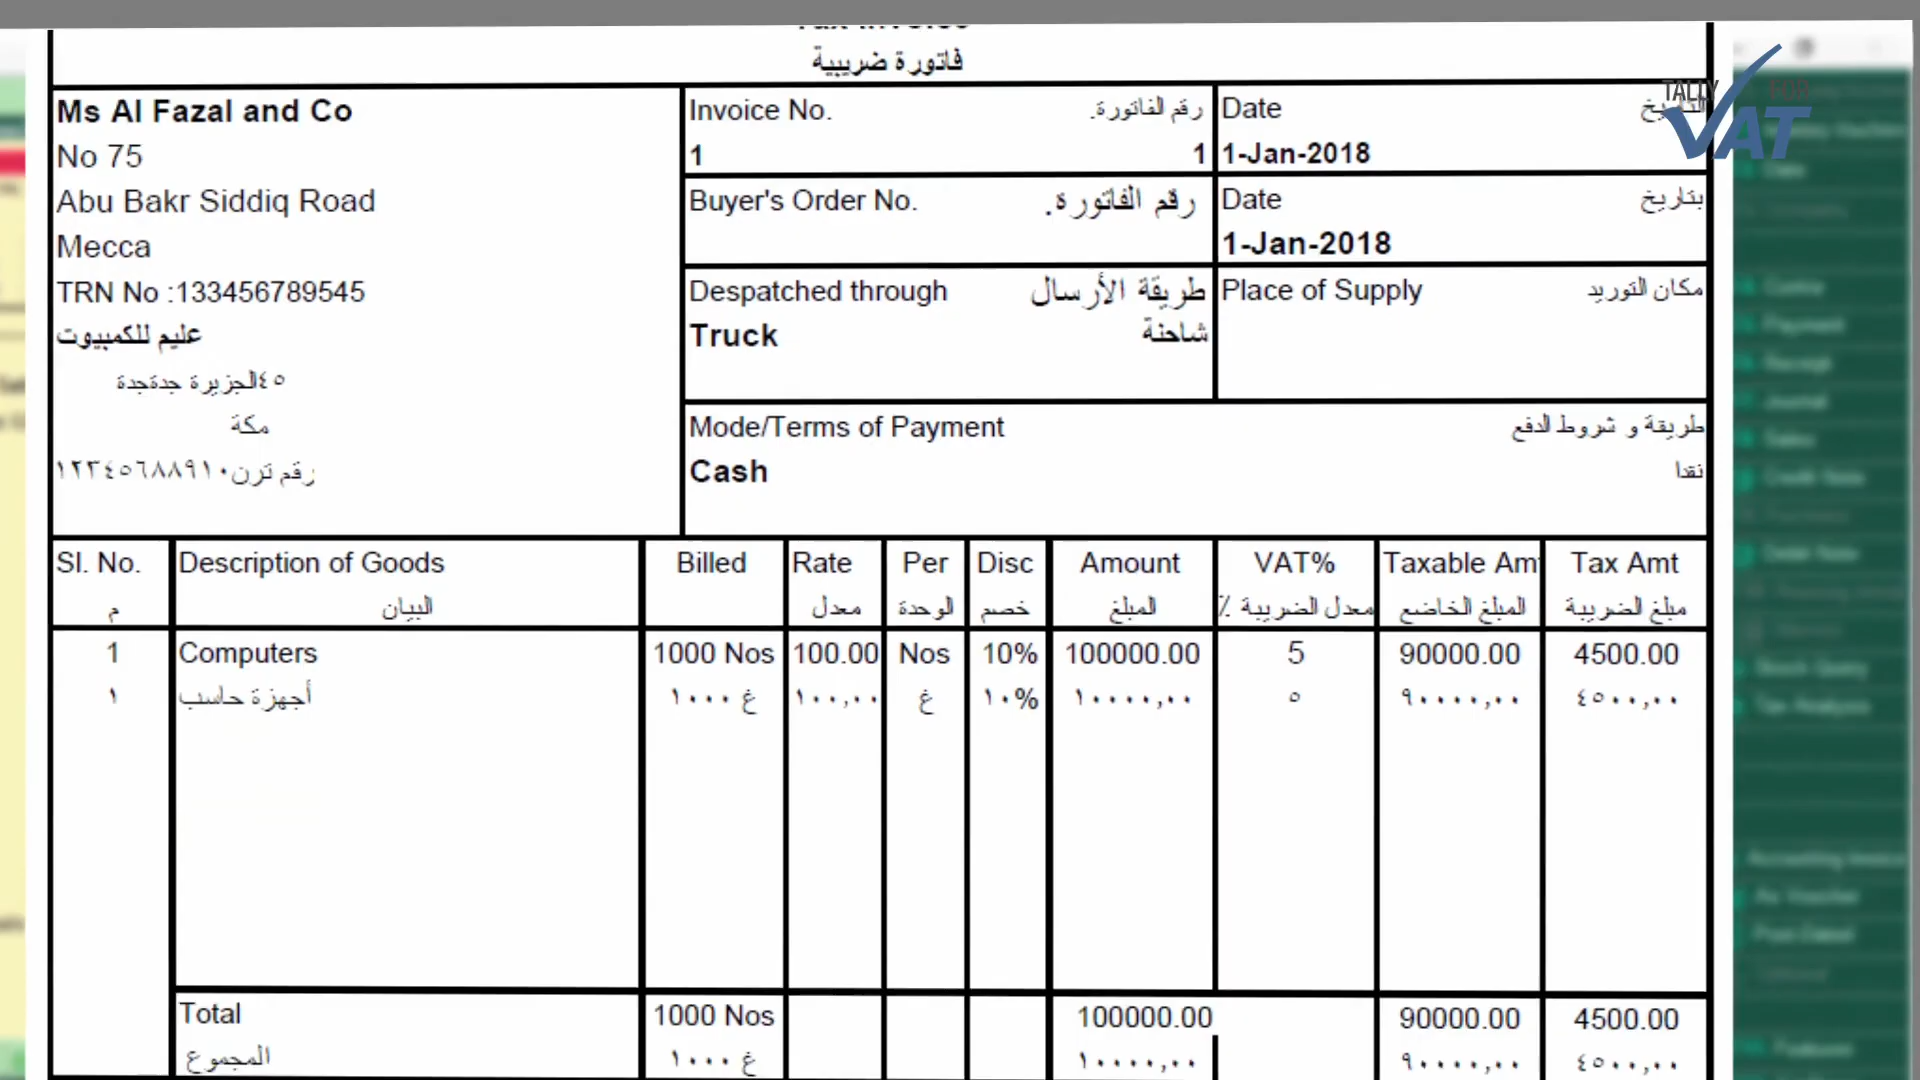 فاتورة ضريبية
Ms Al Fazal and Co
No 75
Abu Bakr Siddiq Road
Mecca
TRN No :133456789545
عليم للكمبيوت
٤٥الجزيرة جدةجدة
مكة
رقم ترن١٢٣٤٥٦٨٨٩١٠
Invoice No. رقم الفاتورة.
1 1
Date التاريخ
1-Jan-2018
Buyer's Order No. رقم الفاتورة.
Date بتاريخ
1-Jan-2018
Despatched through طريقة الأرسال
Truck شاحنة
Place of Supply مكان التوريد
Mode/Terms of Payment طريقة و شروط الدفع
Cash نقدا
TALLY FOR
VAT
Sl. No. Description of Goods Billed Rate Per Disc Amount VAT% Taxable Am Tax Amt
م البيان معدل الوحدة خصم المبلغ معدل الضريبة ٪ المبلغ الخاضع مبلغ الضريبة
1 Computers 1000 Nos 100.00 Nos 10% 100000.00 5 90000.00 4500.00
١ أجهزة حاسب ١٠٠٠ غ ١٠٠,٠٠ غ ١٠% ١٠٠٠٠,٠٠ ٥ ٩٠٠٠٠,٠٠ ٤٥٠٠,٠٠
Total 1000 Nos 100000.00 90000.00 4500.00
المجموع ١٠٠٠ غ ١٠٠٠٠,٠٠ ٩٠٠٠٠,٠٠ ٤٥٠٠,٠٠